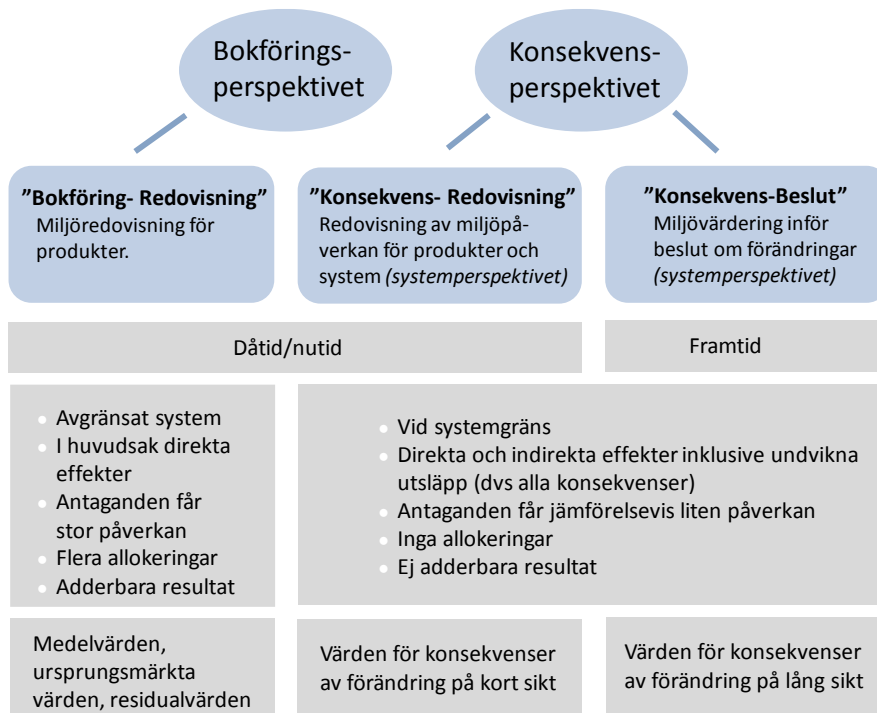 Bokförings-
perspektivet
Konsekvens-
perspektivet
”Bokföring- Redovisning”
Miljöredovisning för
produkter.
”Konsekvens- Redovisning”
Redovisning av miljöpå-
verkan för produkter och
system (systemperspektivet)
”Konsekvens-Beslut”
Miljövärdering inför
beslut om förändringar
(systemperspektivet)
Dåtid/nutid
Framtid
• Avgränsat system
• I huvudsak direkta
effekter
• Antaganden får
stor påverkan
• Flera allokeringar
• Adderbara resultat
• Vid systemgräns
• Direkta och indirekta effekter inklusive undvikna
utsläpp (dvs alla konsekvenser)
• Antaganden får jämförelsevis liten påverkan
• Inga allokeringar
• Ej adderbara resultat
Medelvärden,
ursprungsmärkta
värden, residualvärden
Värden för konsekvenser
av förändring på kort sikt
Värden för konsekvenser
av förändring på lång sikt